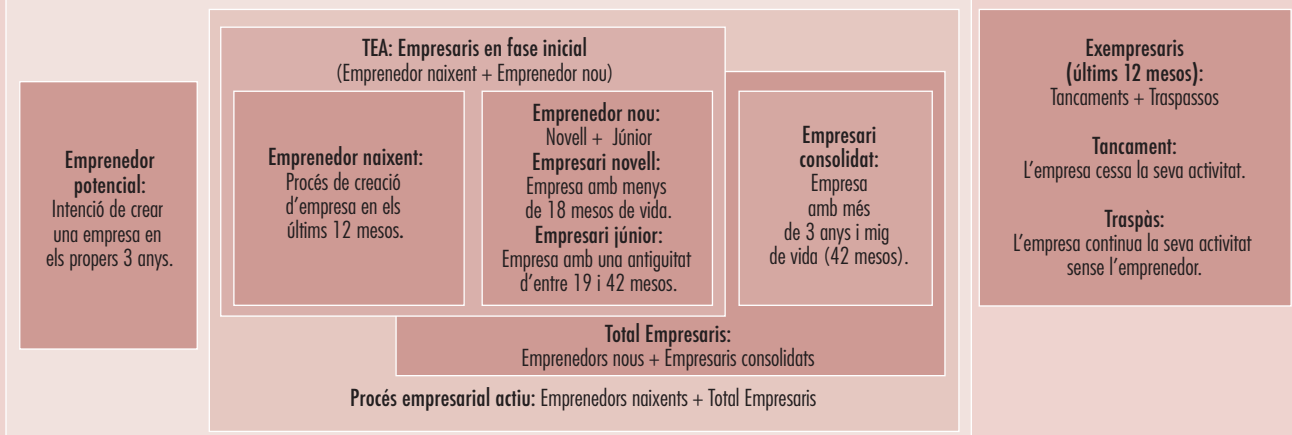 Emprenedor
potencial:
Intenció de crear
una empresa en
els propers 3 anys.
TEA: Empresaris en fase inicial
(Emprenedor naixent + Emprenedor nou)
Emprenedor naixent:
Procés de creació
d’empresa en els
últims 12 mesos.
Emprenedor nou:
Novell + Júnior
Empresari novell:
Empresa amb menys
de 18 mesos de vida.
Empresari júnior:
Empresa amb una antiguitat
d’entre 19 i 42 mesos.
Empresari
consolidat:
Empresa
amb més
de 3 anys i mig
de vida (42 mesos).
Total Empresaris:
Emprenedors nous + Empresaris consolidats
Procés empresarial actiu: Emprenedors naixents + Total Empresaris
Exempresaris
(últims 12 mesos):
Tancaments + Traspassos
Tancament:
L’empresa cessa la seva activitat.
Traspàs:
L’empresa continua la seva activitat
sense l’emprenedor.